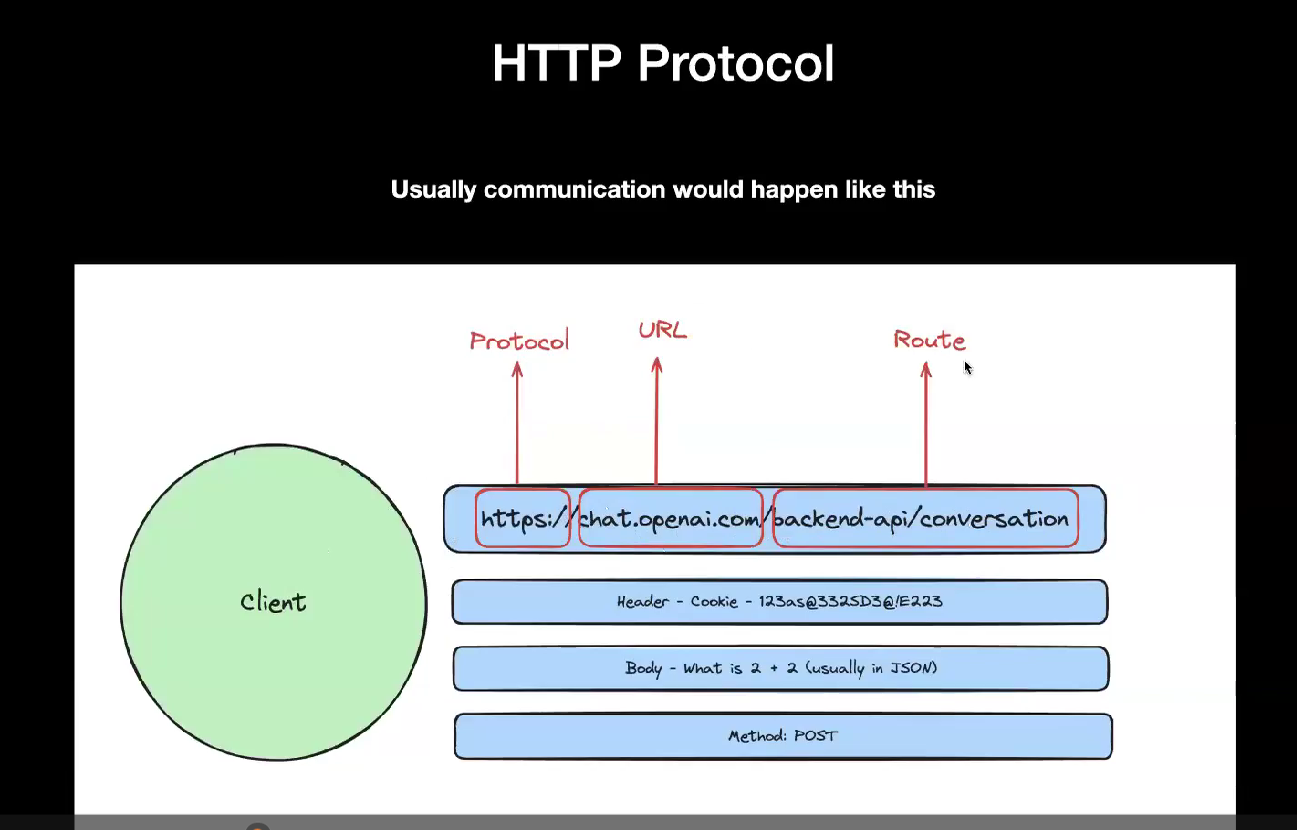 HTTP Protocol
Usually communication would happen like this
Protocol
URL
Route
https://chat.openai.com/backend-api/conversation
Client
Header - Cookie - 123as@3325D3@!E223
Body - What is 2 + 2 (usually in JSON)
Method: POST